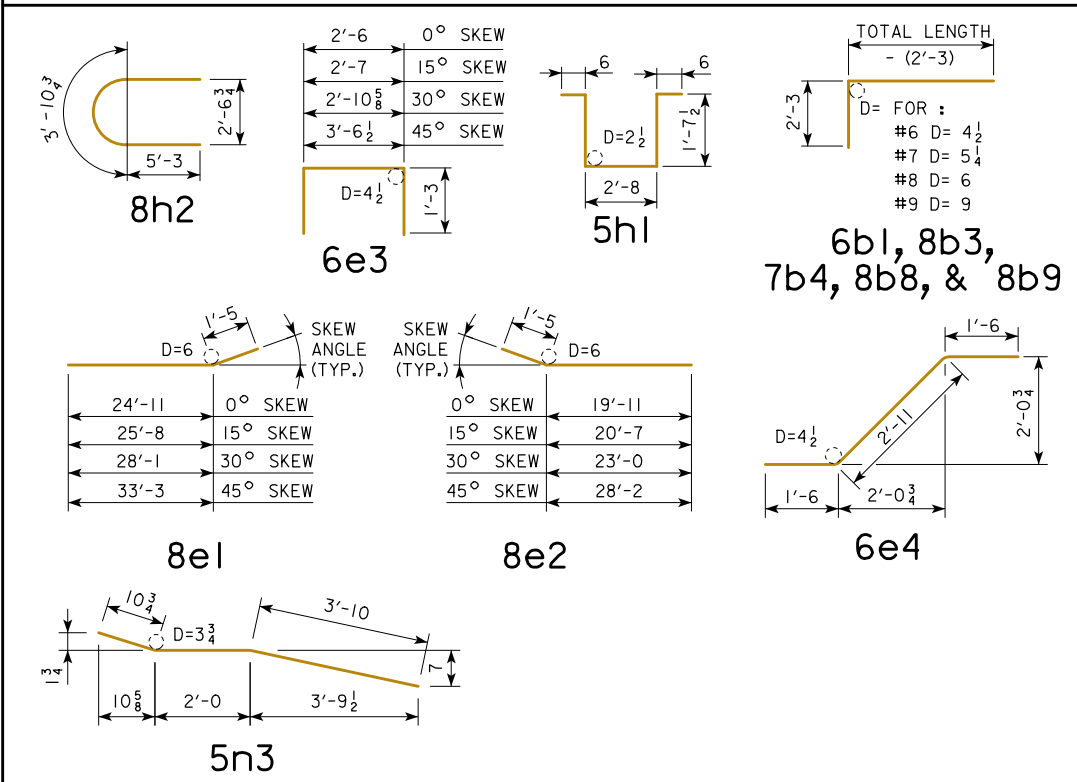 3'-10 3/4
2'-6 3/4
5'-3
8h2
2'-6 0° SKEW
2'-7 15° SKEW
2'-10 5/8 30° SKEW
3'-6 1/2 45° SKEW
D=4 1/2
1'-3
6e3
6 6
D=2 1/2
1'-7 1/2
2'-8
5h1
TOTAL LENGTH
- (2'-3)
2'-3
D= FOR :
#6 D= 4 1/2
#7 D= 5 1/4
#8 D= 6
#9 D= 9
6b1, 8b3,
7b4, 8b8, & 8b9
1'-5
D=6
SKEW
ANGLE
(TYP.)
24'-11 0° SKEW
25'-8 15° SKEW
28'-1 30° SKEW
33'-3 45° SKEW
8e1
1'-5
SKEW
ANGLE
(TYP.)
D=6
0° SKEW 19'-11
15° SKEW 20'-7
30° SKEW 23'-0
45° SKEW 28'-2
8e2
1'-6
D=4 1/2
2'-11
2'-0 3/4
1'-6 2'-0 3/4
6e4
10 3/4
D=3 3/4
3'-10
1 3/4
7
10 5/8 2'-0 3'-9 1/2
5n3